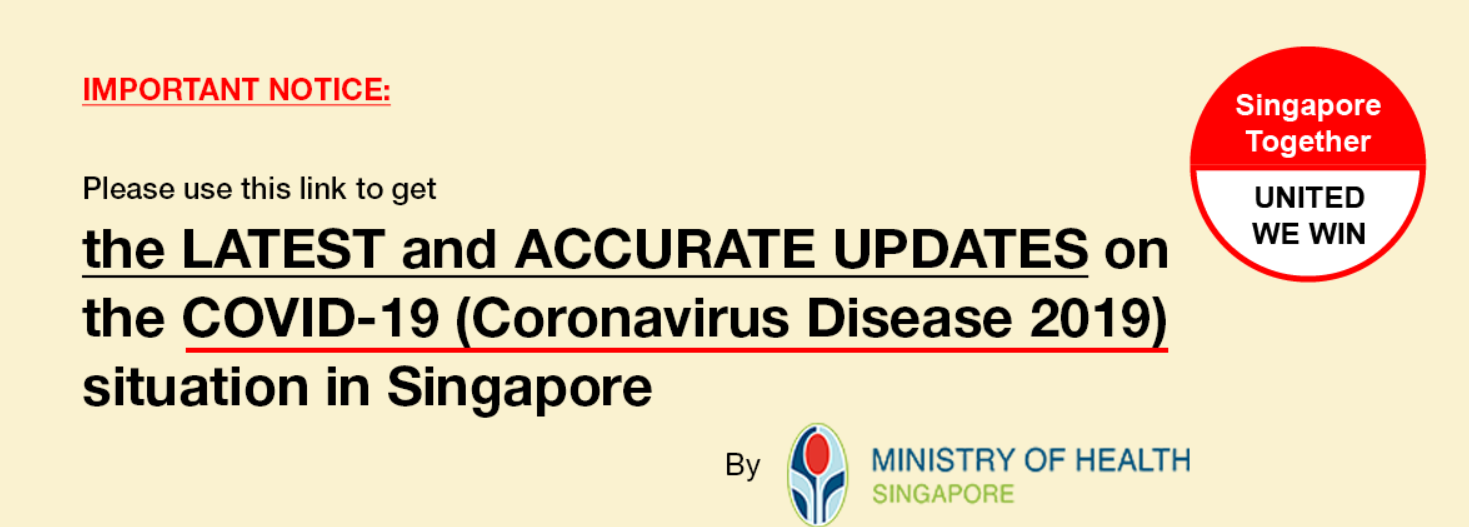 IMPORTANT NOTICE:
Please use this link to get
the LATEST and ACCURATE UPDATES on
the COVID-19 (Coronavirus Disease 2019)
situation in Singapore
By
MINISTRY OF HEALTH
SINGAPORE
Singapore
Together
UNITED
WE WIN